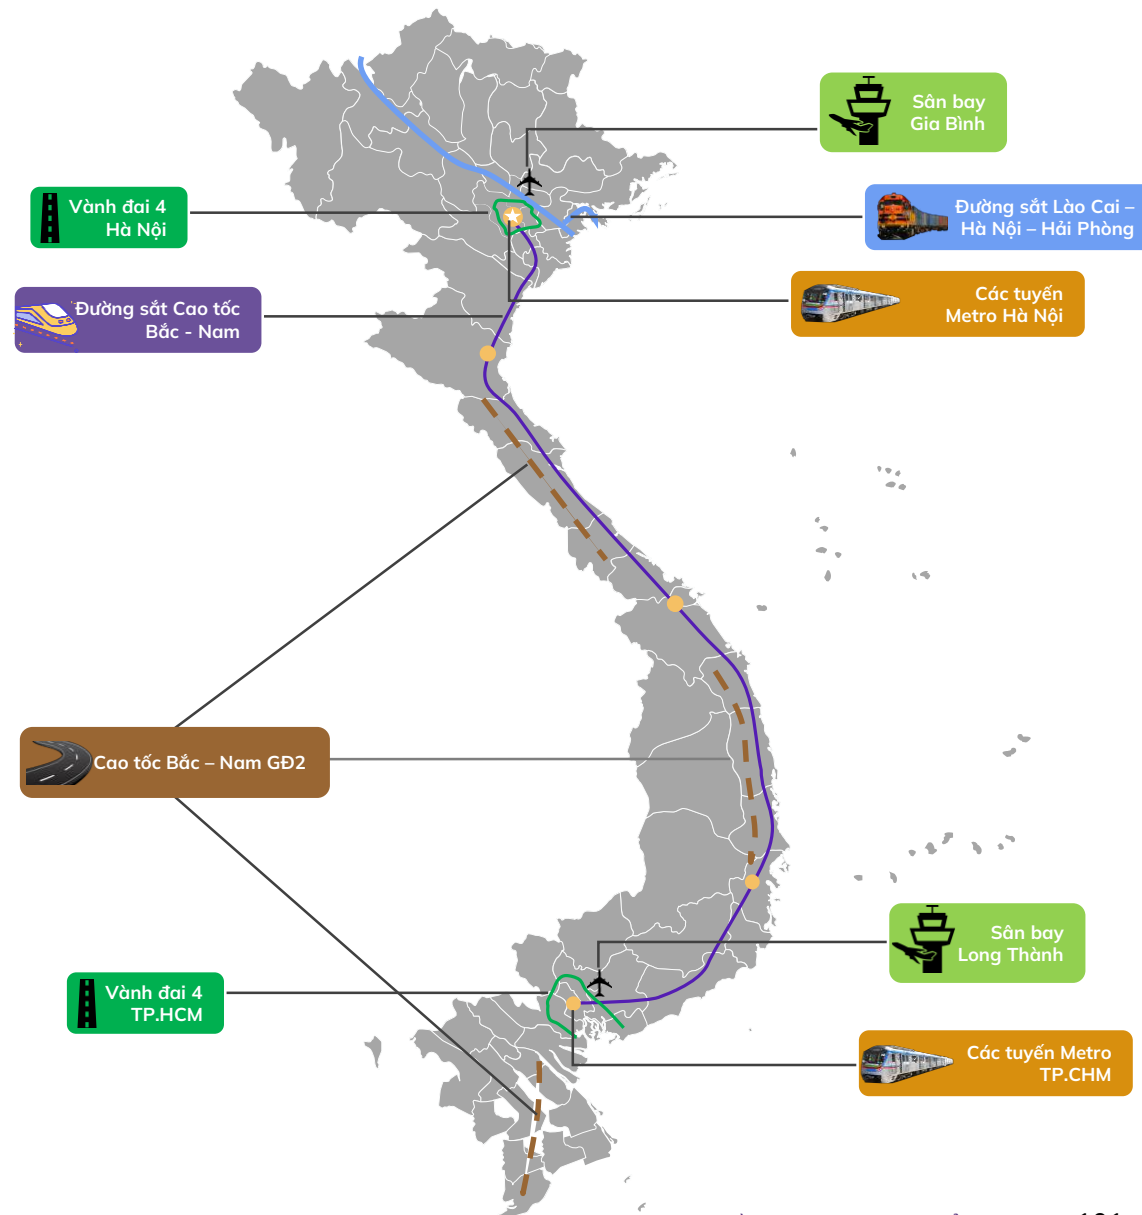 Sân bay
Gia Bình
Vành đai 4
Hà Nội
Đường sắt Lào Cai –
Hà Nội – Hải Phòng
Các tuyến
Metro Hà Nội
Đường sắt Cao tốc
Bắc - Nam
Cao tốc Bắc – Nam GĐ2
Sân bay
Long Thành
Vành đai 4
TP.HCM
Các tuyến Metro
TP.CHM